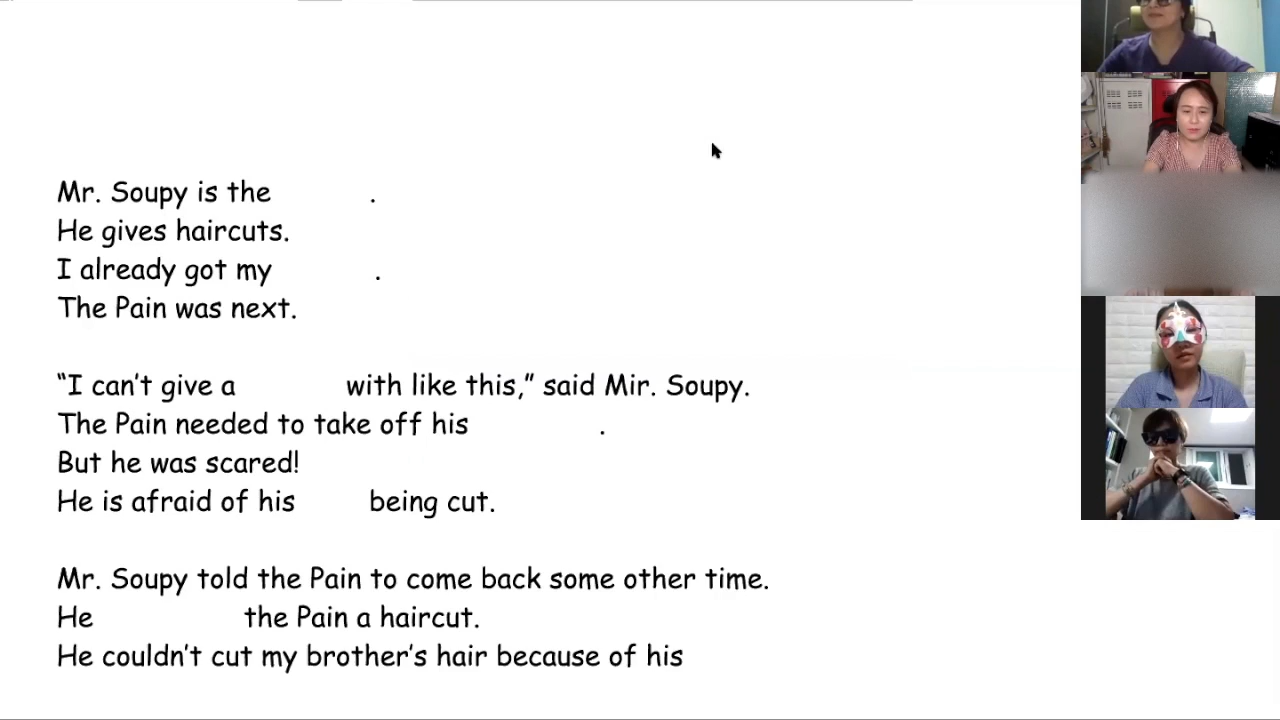 Mr. Soupy is the .
He gives haircuts.
I already got my .
The Pain was next.
“I can’t give a with like this,” said Mir. Soupy.
The Pain needed to take off his .
But he was scared!
He is afraid of his being cut.
Mr. Soupy told the Pain to come back some other time.
He the Pain a haircut.
He couldn’t cut my brother’s hair because of his